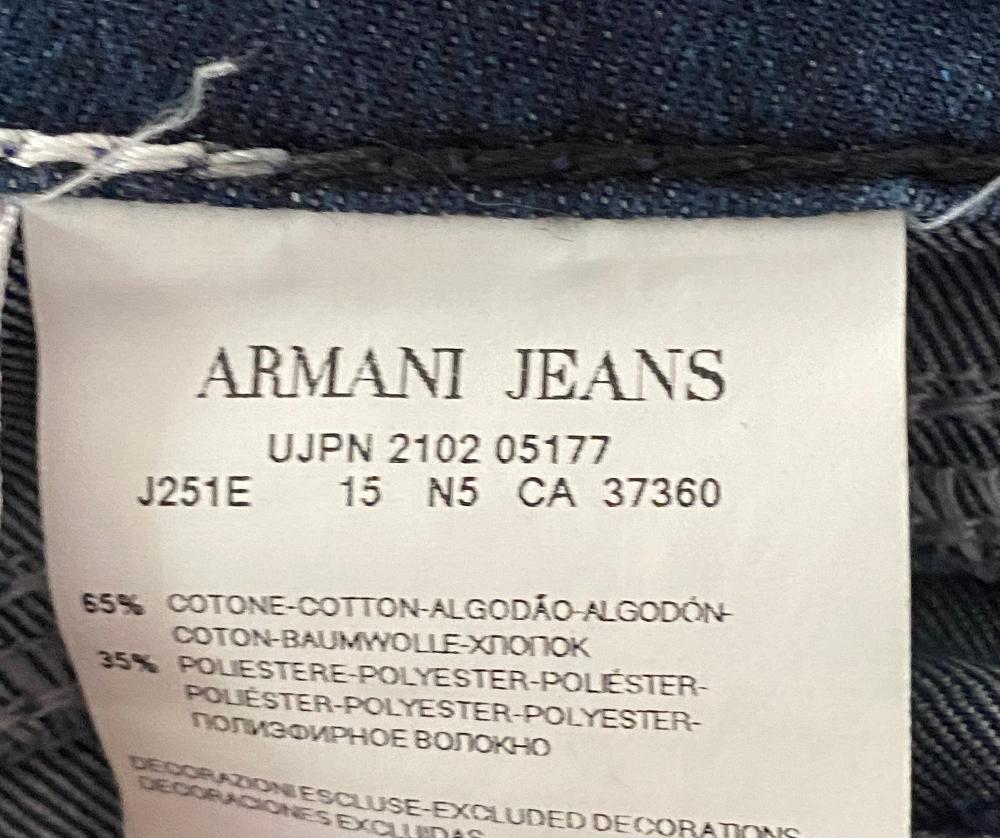 ARMANI JEANS
UJPN 2102 05177
J251E 15 N5 CA 37360
65% COTONE-COTTON-ALGODÃO-ALGODÓN-
COTON-BAUMWOLLE-ХЛОПОК
35% POLIESTERE-POLYESTER-POLIÉSTER-
POLIÉSTER-POLYESTER-POLYESTER-
ПОЛИЭФИРНОЕ ВОЛОКНО
DECORAZIONI ESCLUSE-EXCLUDED DECORATIONS
DECORACIONES EXCLUIDAS